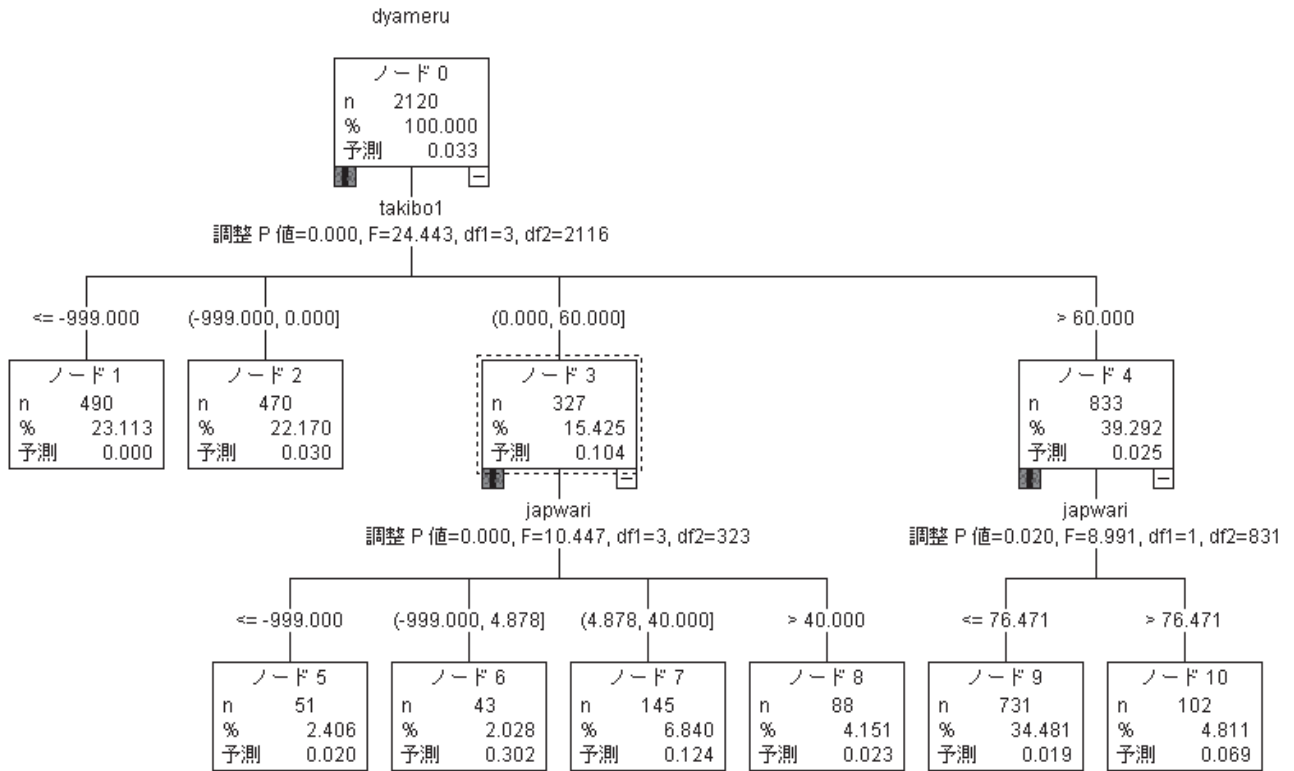 dyameru
ノード 0
n 2120
% 100.000
予測 0.033
takibo1
調整 P 値=0.000, F=24.443, df1=3, df2=2116
<= -999.000
(-999.000, 0.000]
(0.000, 60.000]
> 60.000
ノード 1
n 490
% 23.113
予測 0.000
ノード 2
n 470
% 22.170
予測 0.030
ノード 3
n 327
% 15.425
予測 0.104
ノード 4
n 833
% 39.292
予測 0.025
japwari
調整 P 値=0.000, F=10.447, df1=3, df2=323
japwari
調整 P 値=0.020, F=8.991, df1=1, df2=831
<= -999.000
(-999.000, 4.878]
(4.878, 40.000]
> 40.000
<= 76.471
> 76.471
ノード 5
n 51
% 2.406
予測 0.020
ノード 6
n 43
% 2.028
予測 0.302
ノード 7
n 145
% 6.840
予測 0.124
ノード 8
n 88
% 4.151
予測 0.023
ノード 9
n 731
% 34.481
予測 0.019
ノード 10
n 102
% 4.811
予測 0.069